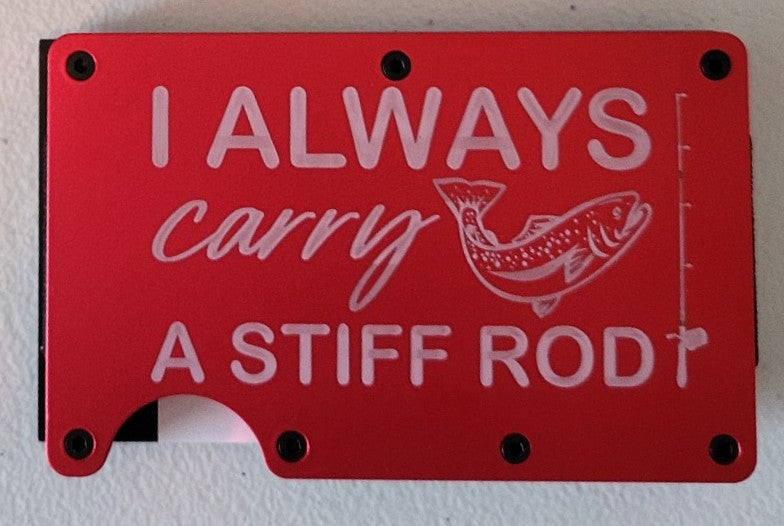 I ALWAYS
carry
A STIFF ROD